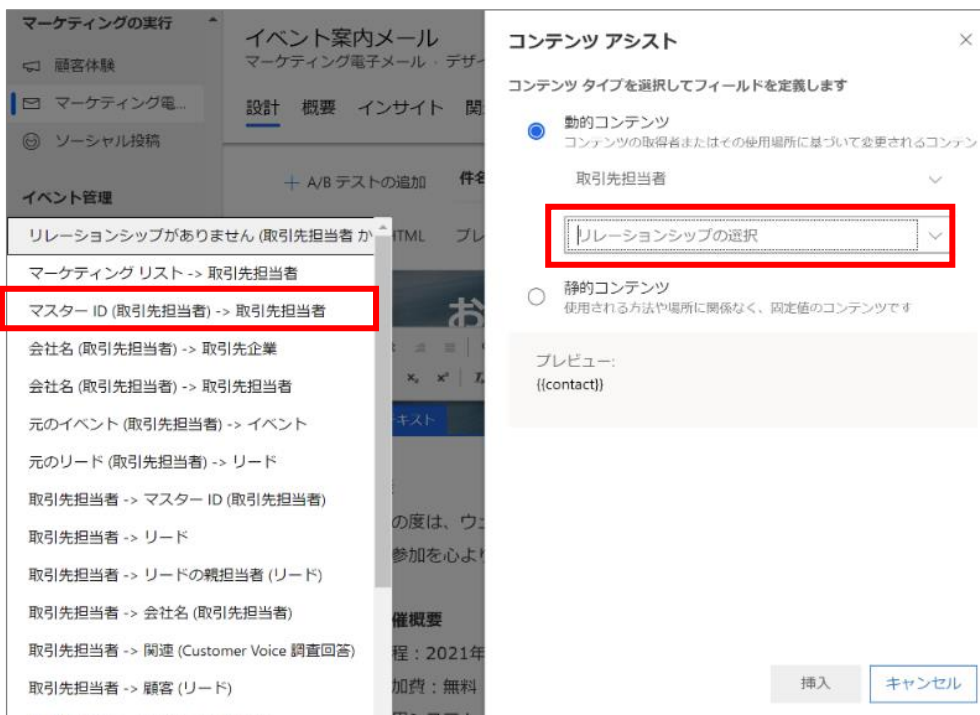 マーケティングの実行
顧客体験
マーケティング電...
ソーシャル投稿
イベント管理
イベント案内メール
マーケティング電子メール · デザイ
設計 概要 インサイト 関
+ A/B テストの追加 件名
HTML プレ
お
キスト
の度は、ウ
参加を心より
催概要
程：2021年
加費：無料
リレーションシップがありません (取引先担当者 か
マーケティング リスト -> 取引先担当者
マスター ID (取引先担当者) -> 取引先担当者
会社名 (取引先担当者) -> 取引先企業
会社名 (取引先担当者) -> 取引先担当者
元のイベント (取引先担当者) -> イベント
元のリード (取引先担当者) -> リード
取引先担当者 -> マスター ID (取引先担当者)
取引先担当者 -> リード
取引先担当者 -> リードの親担当者 (リード)
取引先担当者 -> 会社名 (取引先担当者)
取引先担当者 -> 関連 (Customer Voice 調査回答)
取引先担当者 -> 顧客 (リード)
コンテンツ アシスト
コンテンツ タイプを選択してフィールドを定義します
動的コンテンツ
コンテンツの取得者またはその使用場所に基づいて変更されるコンテン
取引先担当者
リレーションシップの選択
静的コンテンツ
使用される方法や場所に関係なく、固定値のコンテンツです
プレビュー:
{{contact}}
挿入
キャンセル